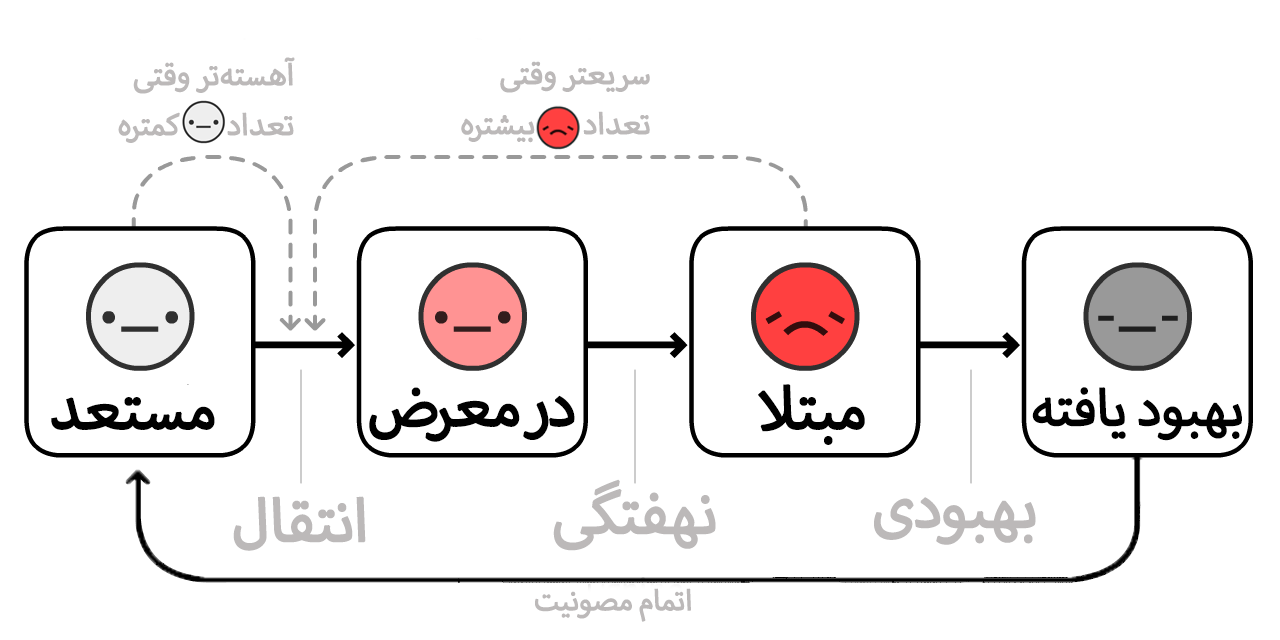 آهسته‌تر وقتی
تعداد کمتره
سریعتر وقتی
تعداد بیشتره
مستعد
در معرض
مبتلا
بهبود یافته
انتقال
نهفتگی
بهبودی
اتمام مصونیت